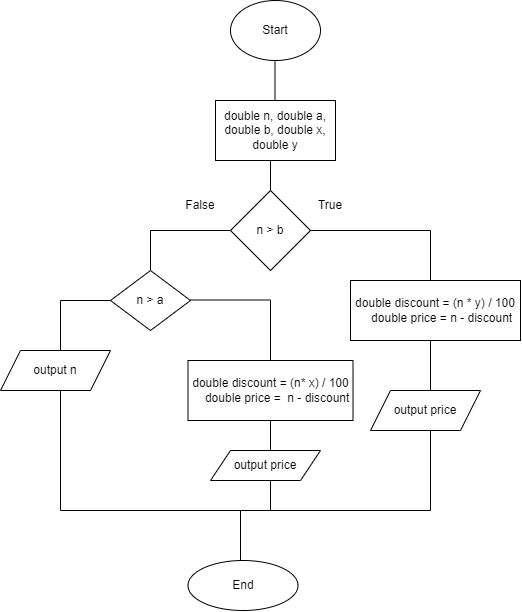 Start
double n, double a,
double b, double x,
double y
False
True
n > b
n > a
double discount = (n * y) / 100
double price = n - discount
output n
double discount = (n* x) / 100
double price =  n - discount
output price
output price
End